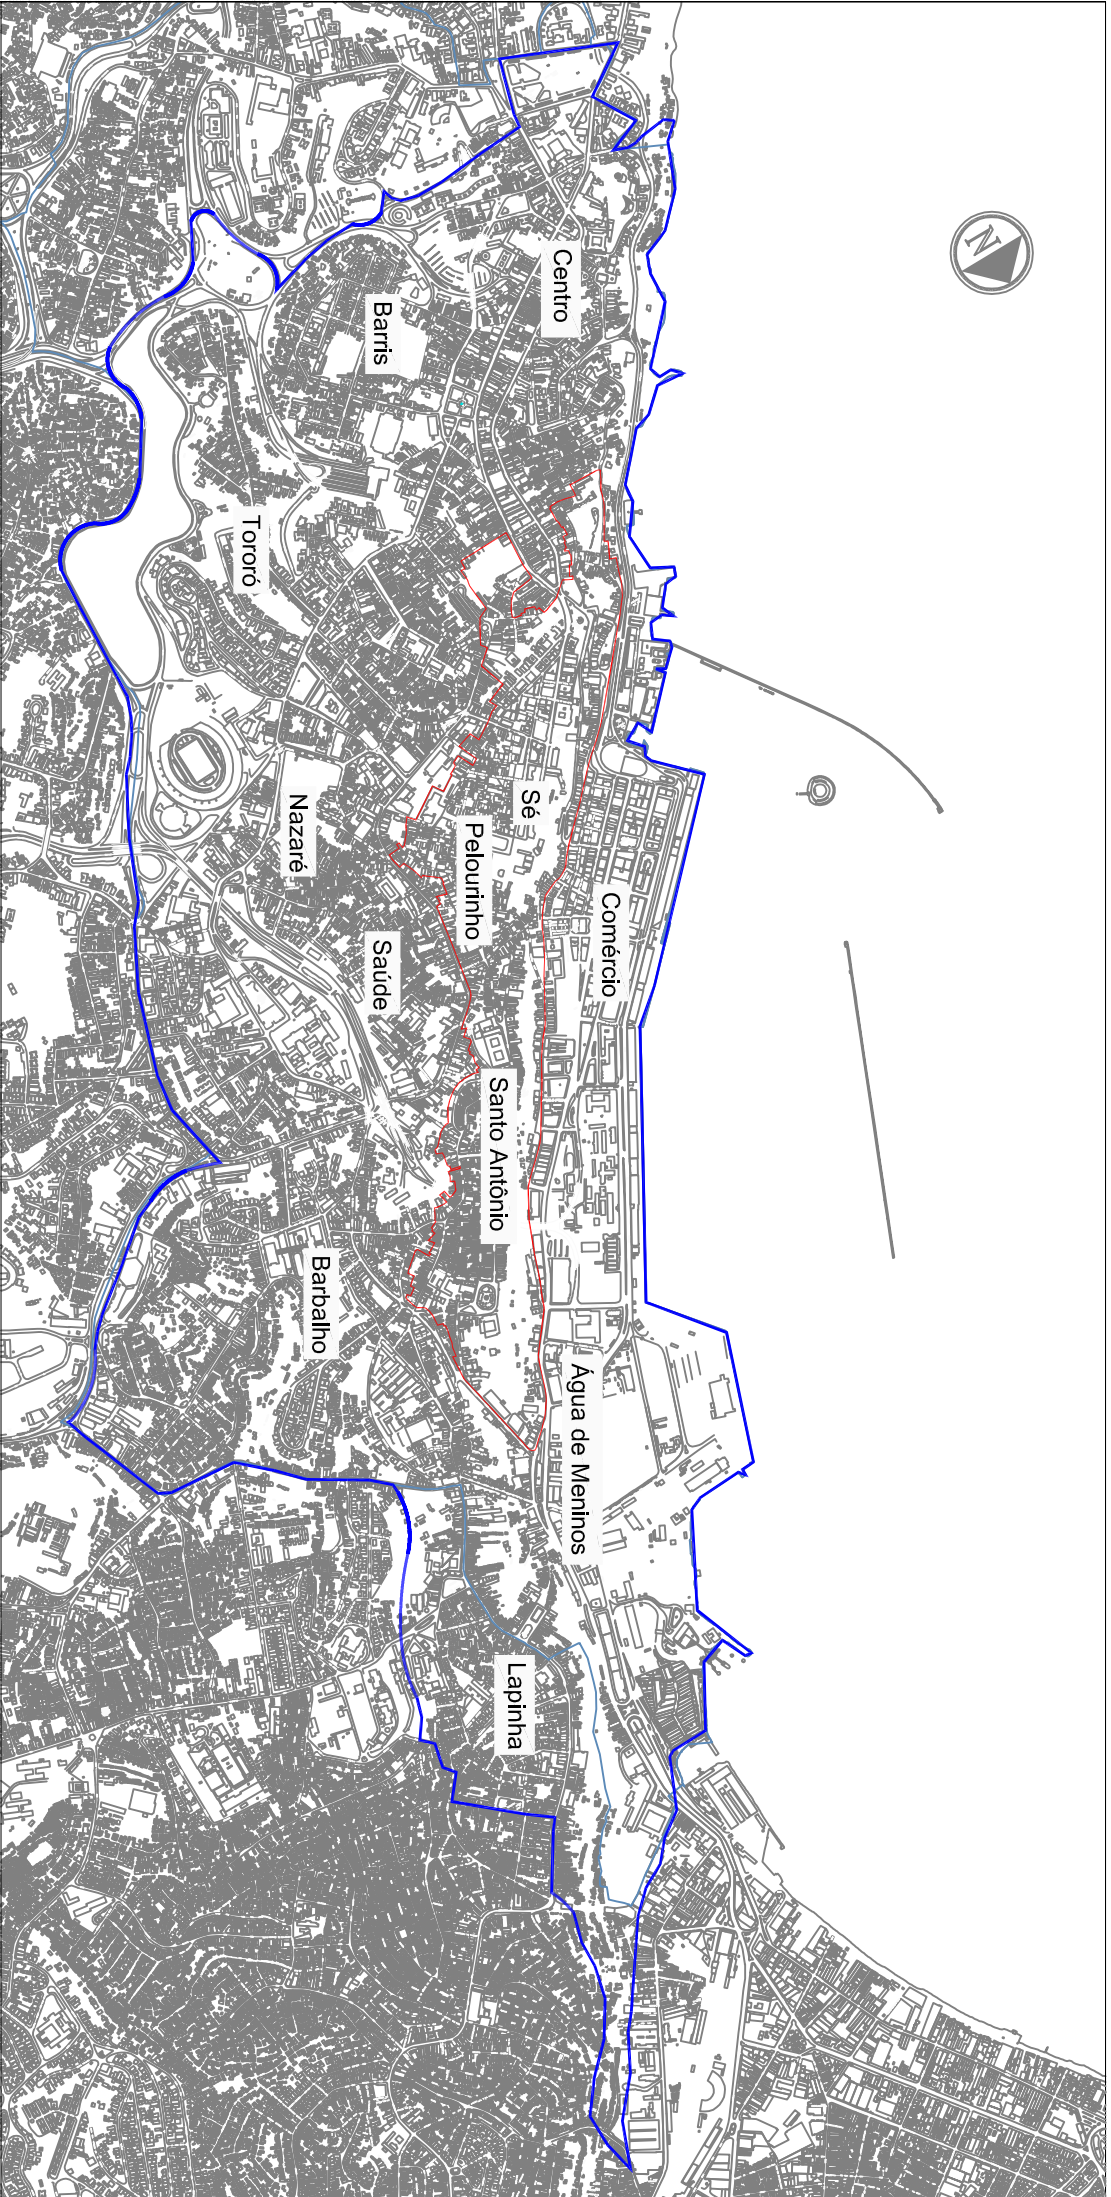 N
Centro
Barris
Tororó
Sé
Nazaré
Pelourinho
Comércio
Saúde
Santo Antônio
Barbalho
Água de Meninos
Lapinha